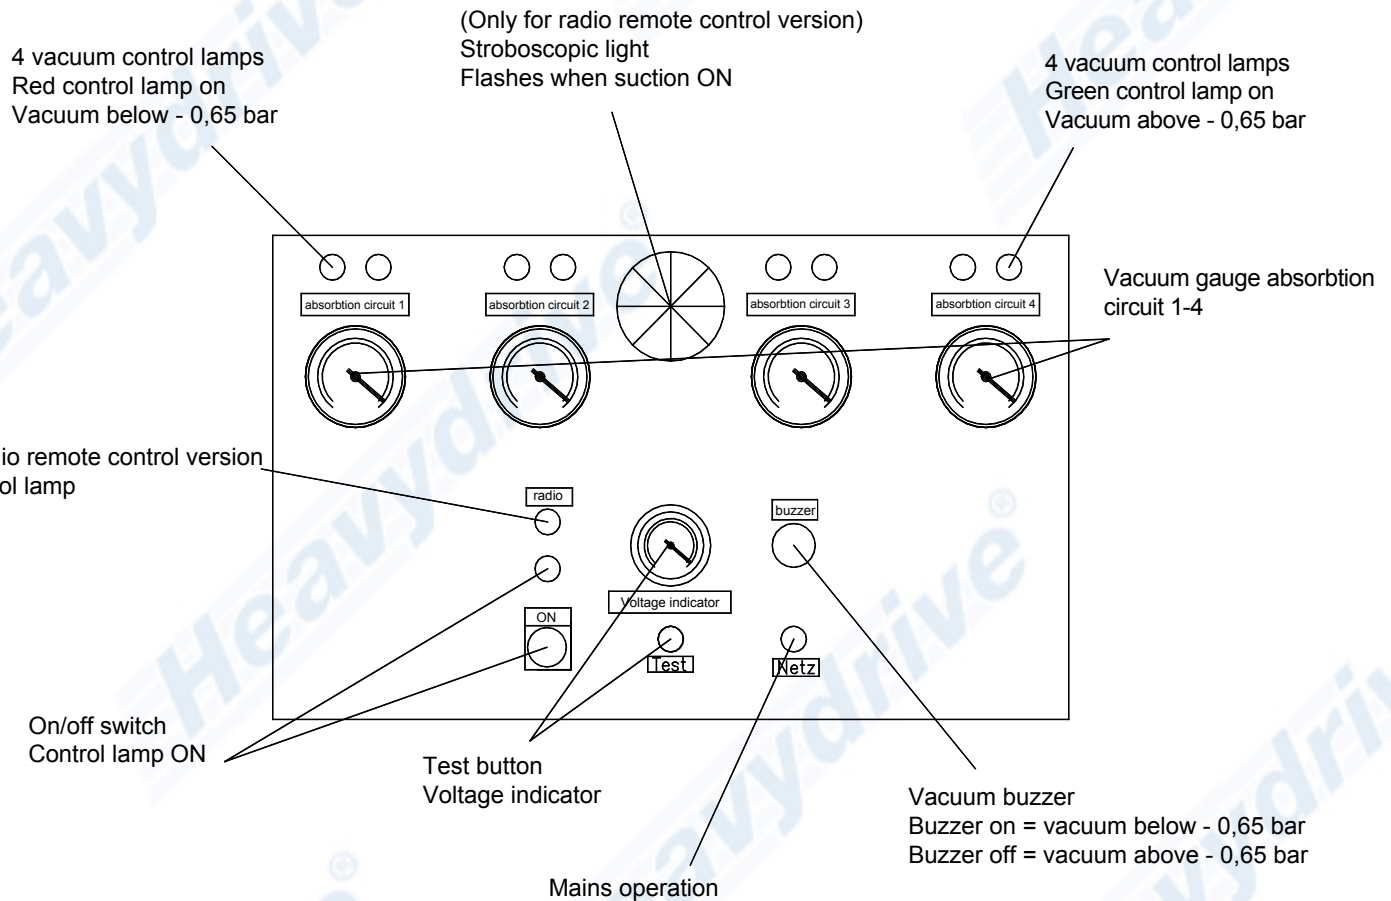 (Only for radio remote control version)
Stroboscopic light
Flashes when suction ON
4 vacuum control lamps
Red control lamp on
Vacuum below - 0,65 bar
4 vacuum control lamps
Green control lamp on
Vacuum above - 0,65 bar
absorbtion circuit 1
absorbtion circuit 2
absorbtion circuit 3
absorbtion circuit 4
Vacuum gauge absorbtion
circuit 1-4
remote control version
lamp
radio
buzzer
Voltage indicator
ON
Test
Netz
On/off switch
Control lamp ON
Test button
Voltage indicator
Vacuum buzzer
Buzzer on = vacuum below - 0,65 bar
Buzzer off = vacuum above - 0,65 bar
Mains operation
Heavydrive
Heavydrive